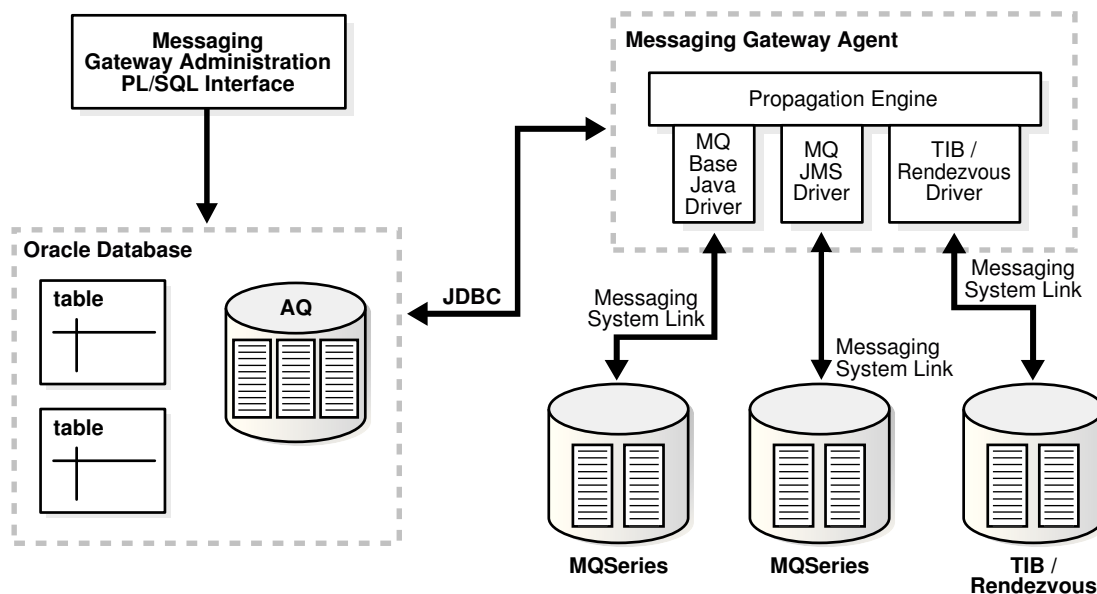 Messaging
Gateway Administration
PL/SQL Interface
Messaging Gateway Agent
Propagation Engine
MQ
Base
Java
Driver
MQ
JMS
Driver
TIB /
Rendezvous
Driver
Oracle Database
table
table
AQ
JDBC
Messaging
System Link
Messaging
System Link
Messaging
System Link
MQSeries
MQSeries
TIB /
Rendezvous